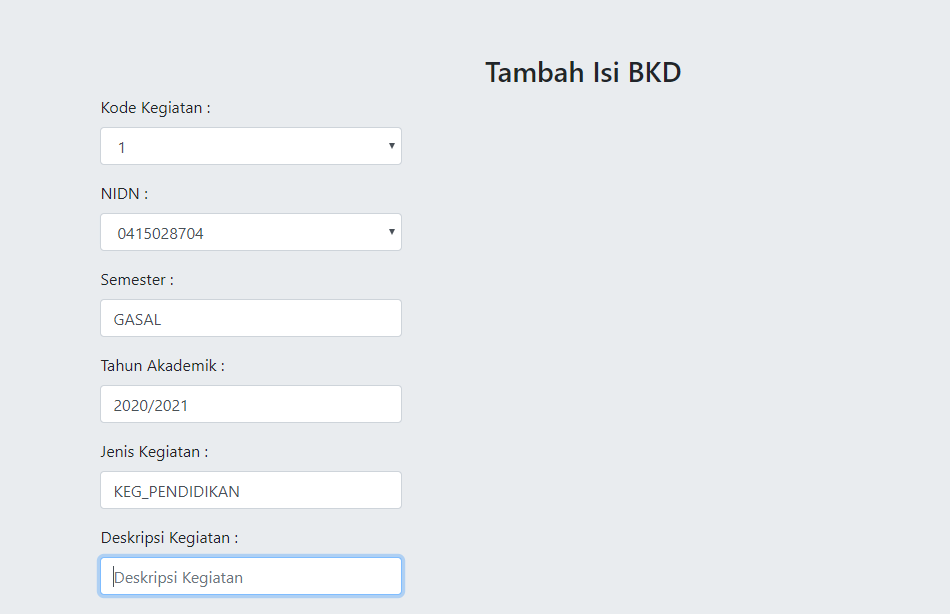 Tambah Isi BKD
Kode Kegiatan :
1
NIDN :
0415028704
Semester :
GASAL
Tahun Akademik :
2020/2021
Jenis Kegiatan :
KEG_PENDIDIKAN
Deskripsi Kegiatan :
Deskripsi Kegiatan